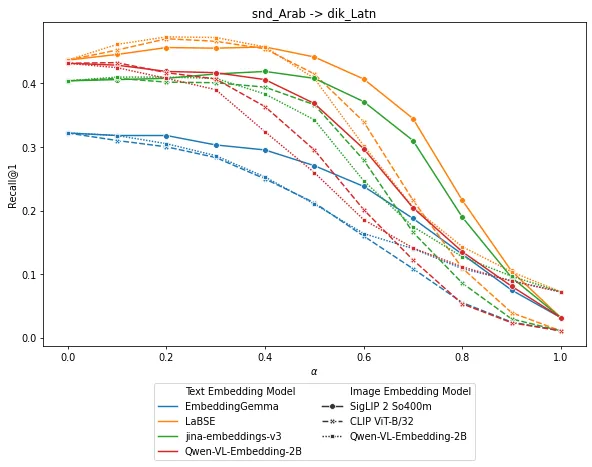 snd_Arab -> dik_Latn
Recall@1
0.4
0.3
0.2
0.1
0.0
0.0 0.2 0.4 0.6 0.8 1.0
α
Text Embedding Model Image Embedding Model
EmbeddingGemma SigLIP 2 So400m
LaBSE CLIP ViT-B/32
jina-embeddings-v3 Qwen-VL-Embedding-2B
Qwen-VL-Embedding-2B